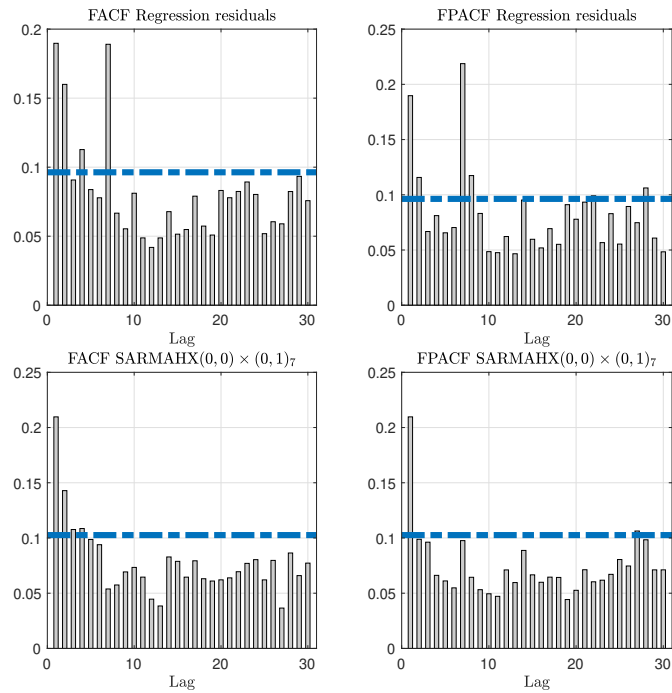 FACF Regression residuals
0.2
0.15
0.1
0.05
0
0 10 20 30
Lag
FPACF Regression residuals
0.25
0.2
0.15
0.1
0.05
0
0 10 20 30
Lag
FACF SARMAHX(0, 0) × (0, 1)₇
0.25
0.2
0.15
0.1
0.05
0
0 10 20 30
Lag
FPACF SARMAHX(0, 0) × (0, 1)₇
0.25
0.2
0.15
0.1
0.05
0
0 10 20 30
Lag